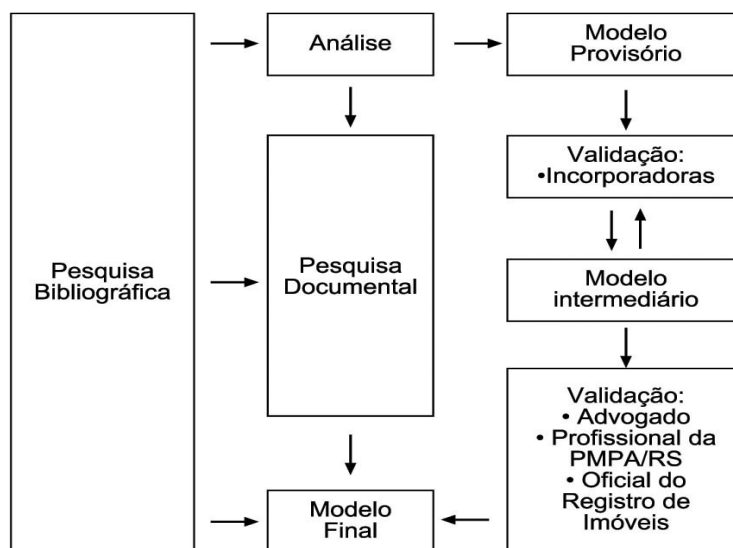 Pesquisa
Bibliográfica
Análise
Pesquisa
Documental
Modelo
Final
Modelo
Provisório
Validação:
•Incorporadoras
Modelo
intermediário
Validação:
• Advogado
• Profissional da
PMPA/RS
• Oficial do
Registro de
Imóveis